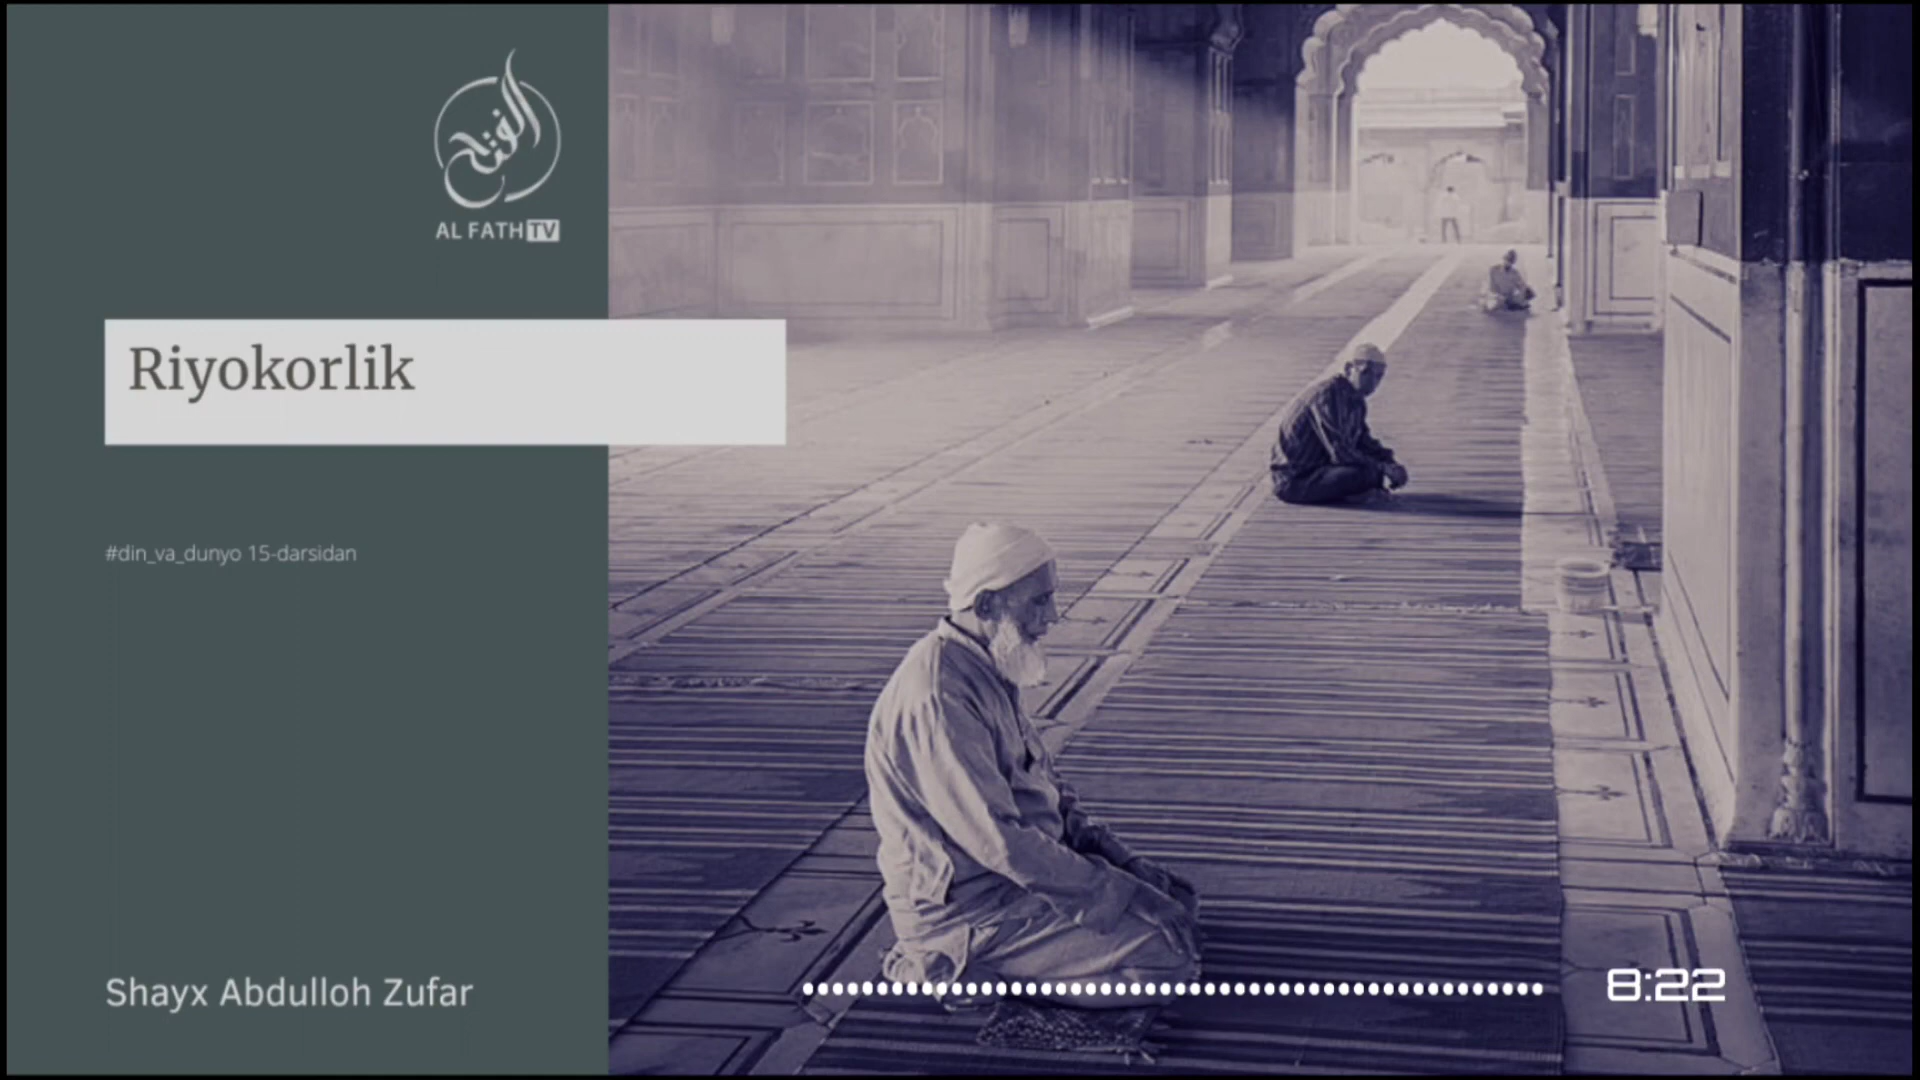 الفتح
AL FATH TV
Riyokorlik
#din_va_dunyo 15-darsidan
Shayx Abdulloh Zufar
8:22